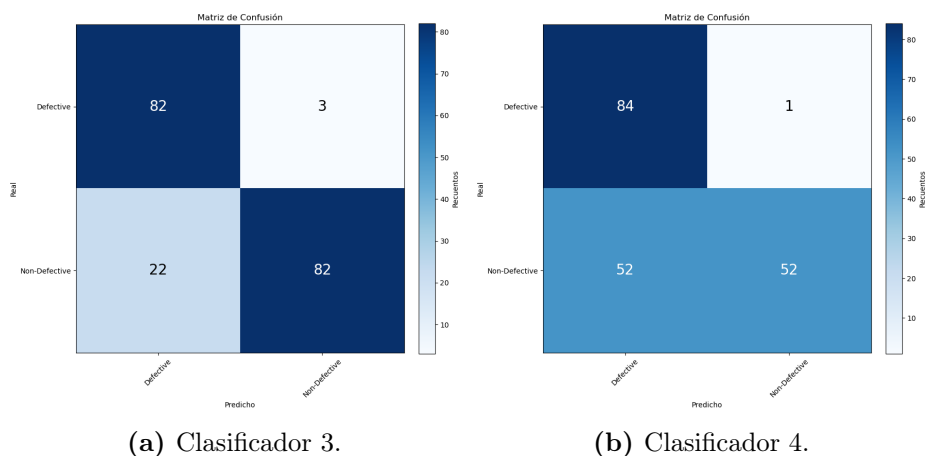 Matriz de Confusión
Defective
Non-Defective
Real
82
3
22
82
Defective
Non-Defective
Predicho
80
70
60
50
40
30
20
10
Recuentos
Matriz de Confusión
Defective
Non-Defective
Real
84
1
52
52
Defective
Non-Defective
Predicho
80
70
60
50
40
30
20
10
Recuentos
(a) Clasificador 3.
(b) Clasificador 4.